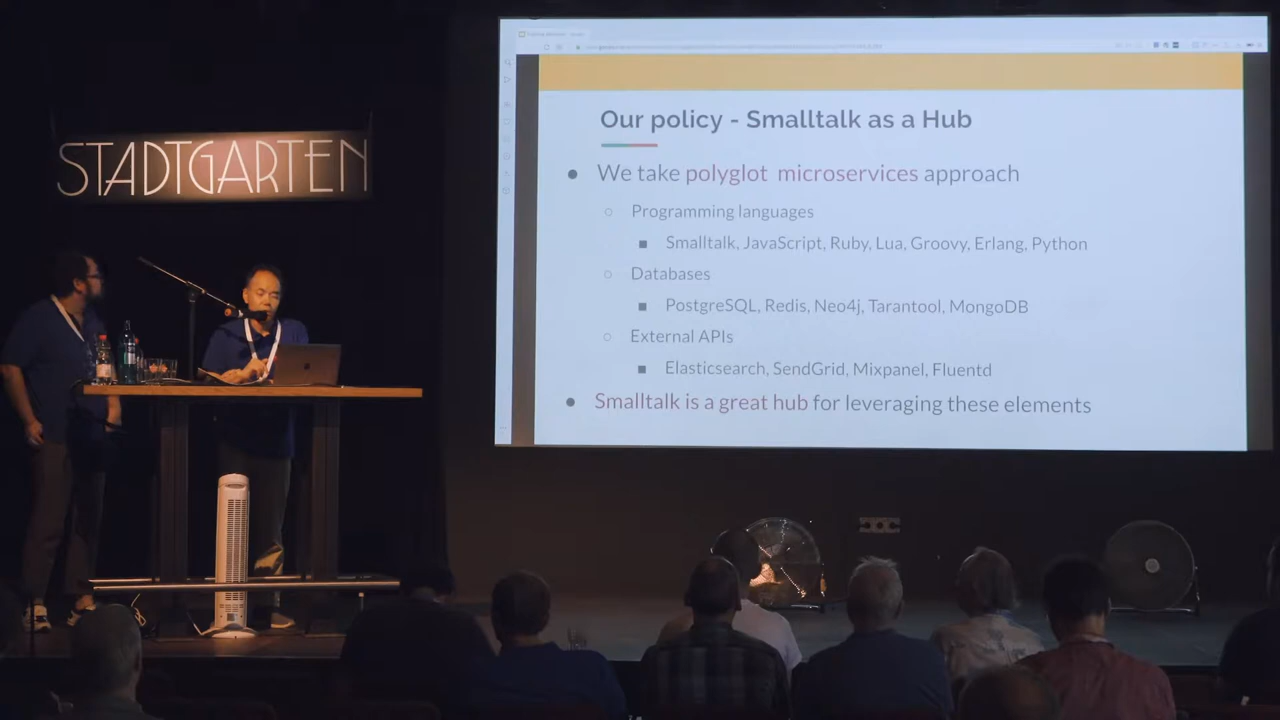 STADTGARTEN
Our policy - Smalltalk as a Hub
● We take polyglot microservices approach
○ Programming languages
■ Smalltalk, JavaScript, Ruby, Lua, Groovy, Erlang, Python
○ Databases
■ PostgreSQL, Redis, Neo4j, Tarantool, MongoDB
○ External APIs
■ Elasticsearch, SendGrid, Mixpanel, Fluentd
● Smalltalk is a great hub for leveraging these elements